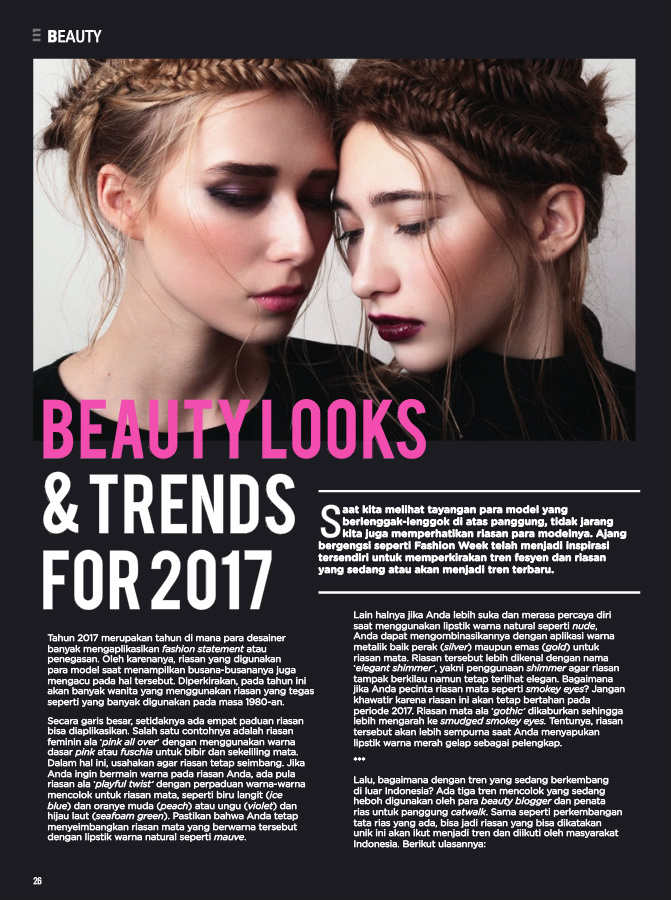 BEAUTY
BEAUTY LOOKS
& TRENDS
FOR 2017
Saat kita melihat tayangan para model yang
berlenggak-lenggok di atas panggung, tidak jarang
kita juga memperhatikan riasan para modelnya. Ajang
bergengsi seperti Fashion Week telah menjadi inspirasi
tersendiri untuk memperkirakan tren fesyen dan riasan
yang sedang atau akan menjadi tren terbaru.
Tahun 2017 merupakan tahun di mana para desainer
banyak mengaplikasikan fashion statement atau
penegasan. Oleh karenanya, riasan yang digunakan
para model saat menampilkan busana-busananya juga
mengacu pada hal tersebut. Diperkirakan, pada tahun ini
akan banyak wanita yang menggunakan riasan yang tegas
seperti yang banyak digunakan pada masa 1980-an.
Secara garis besar, setidaknya ada empat paduan riasan
bisa diaplikasikan. Salah satu contohnya adalah riasan
feminin ala 'pink all over' dengan menggunakan warna
dasar pink atau fuschia untuk bibir dan sekeliling mata.
Dalam hal ini, usahakan agar riasan tetap seimbang. Jika
Anda ingin bermain warna pada riasan Anda, ada pula
riasan ala 'playful twist' dengan perpaduan warna-warna
mencolok untuk riasan mata, seperti biru langit (ice
blue) dan oranye muda (peach) atau ungu (violet) dan
hijau laut (seafoam green). Pastikan bahwa Anda tetap
menyeimbangkan riasan mata yang berwarna tersebut
dengan lipstik warna natural seperti mauve.
Lain halnya jika Anda lebih suka dan merasa percaya diri
saat menggunakan lipstik warna natural seperti nude,
Anda dapat mengombinasikannya dengan aplikasi warna
metalik baik perak (silver) maupun emas (gold) untuk
riasan mata. Riasan tersebut lebih dikenal dengan nama
'elegant shimmer', yakni penggunaan shimmer agar riasan
tampak berkilau namun tetap terlihat elegan. Bagaimana
jika Anda pecinta riasan mata seperti smokey eyes? Jangan
khawatir karena riasan ini akan tetap bertahan pada
periode 2017. Riasan mata ala 'gothic' dikaburkan sehingga
lebih mengarah ke smudged smokey eyes. Tentunya, riasan
tersebut akan lebih sempurna saat Anda menyapukan
lipstik warna merah gelap sebagai pelengkap.
***
Lalu, bagaimana dengan tren yang sedang berkembang
di luar Indonesia? Ada tiga tren mencolok yang sedang
heboh digunakan oleh para beauty blogger dan penata
rias untuk panggung catwalk. Sama seperti perkembangan
tata rias yang ada, bisa jadi riasan yang bisa dikatakan
unik ini akan ikut menjadi tren dan diikuti oleh masyarakat
Indonesia. Berikut ulasannya:
26